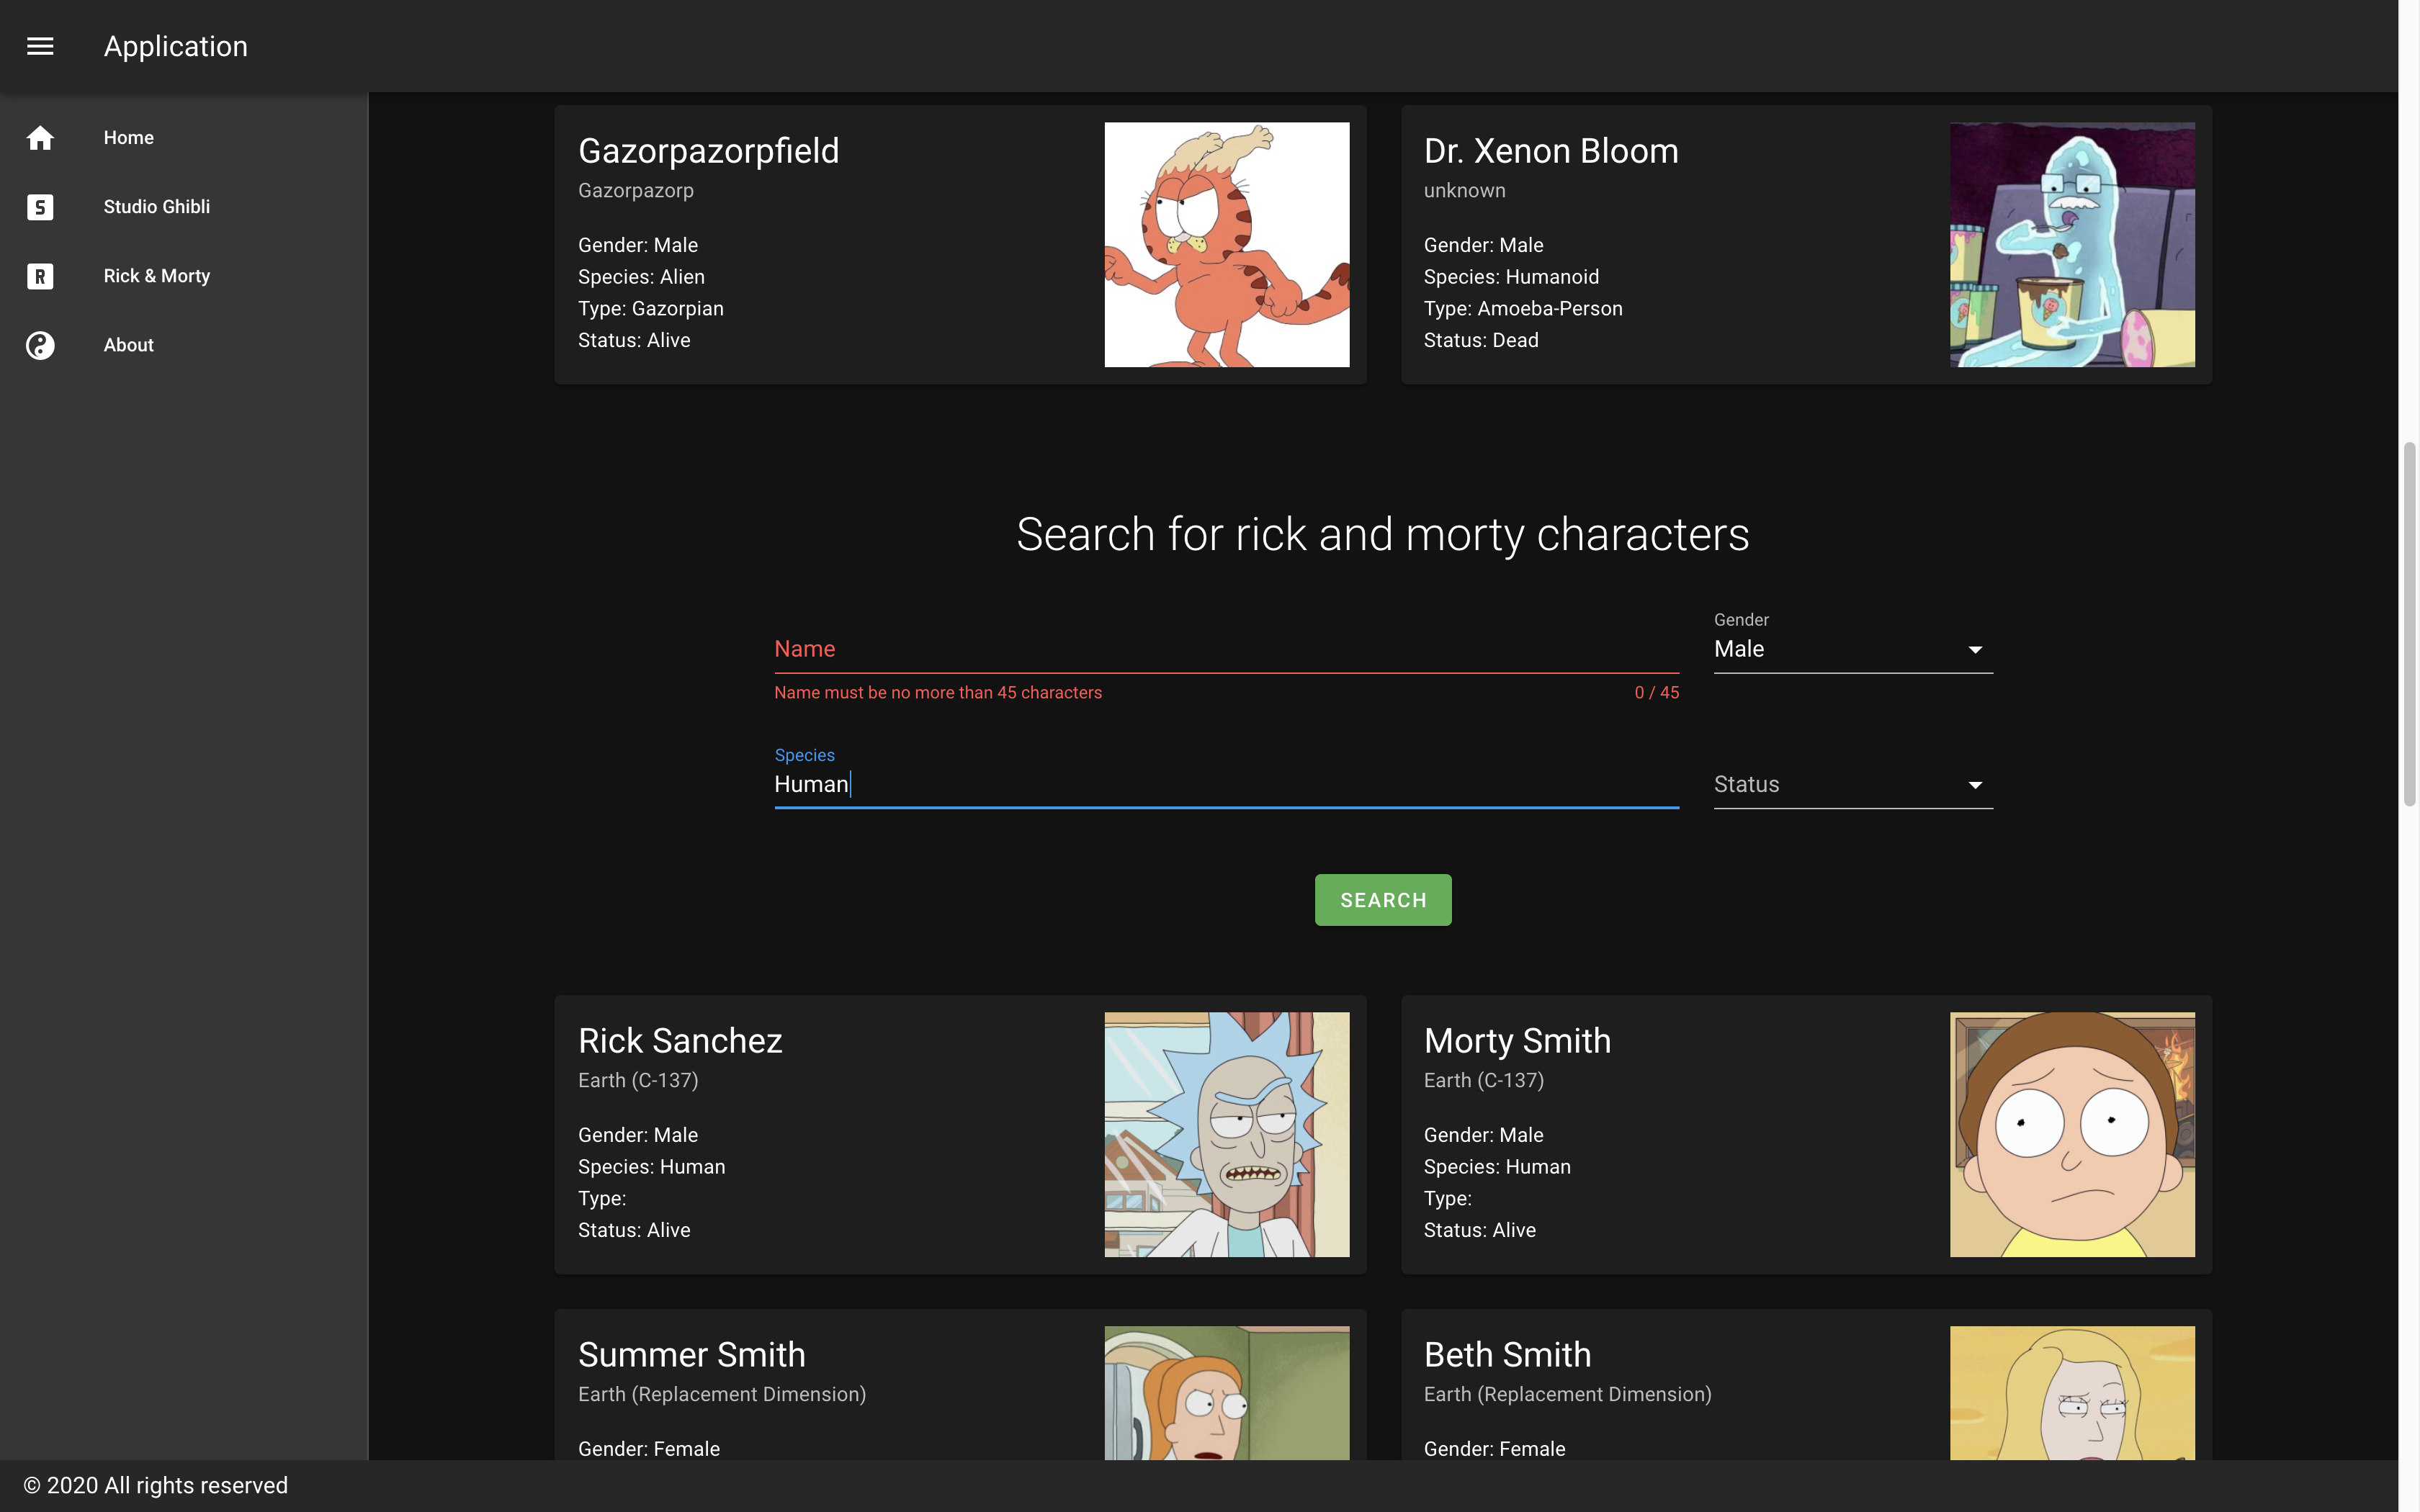 Application
Home
Studio Ghibli
Rick & Morty
About
Gazorpazorpfield
Gazorpazorp
Gender: Male
Species: Alien
Type: Gazorpian
Status: Alive
Dr. Xenon Bloom
unknown
Gender: Male
Species: Humanoid
Type: Amoeba-Person
Status: Dead
Search for rick and morty characters
Name
Name must be no more than 45 characters
0 / 45
Gender
Male
Species
Human
Status
SEARCH
Rick Sanchez
Earth (C-137)
Gender: Male
Species: Human
Type:
Status: Alive
Morty Smith
Earth (C-137)
Gender: Male
Species: Human
Type:
Status: Alive
Summer Smith
Earth (Replacement Dimension)
Gender: Female
Beth Smith
Earth (Replacement Dimension)
Gender: Female
© 2020 All rights reserved